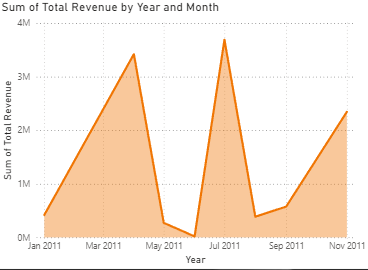 Sum of Total Revenue by Year and Month
4M
3M
2M
1M
0M
Sum of Total Revenue
Jan 2011 Mar 2011 May 2011 Jul 2011 Sep 2011 Nov 2011
Year